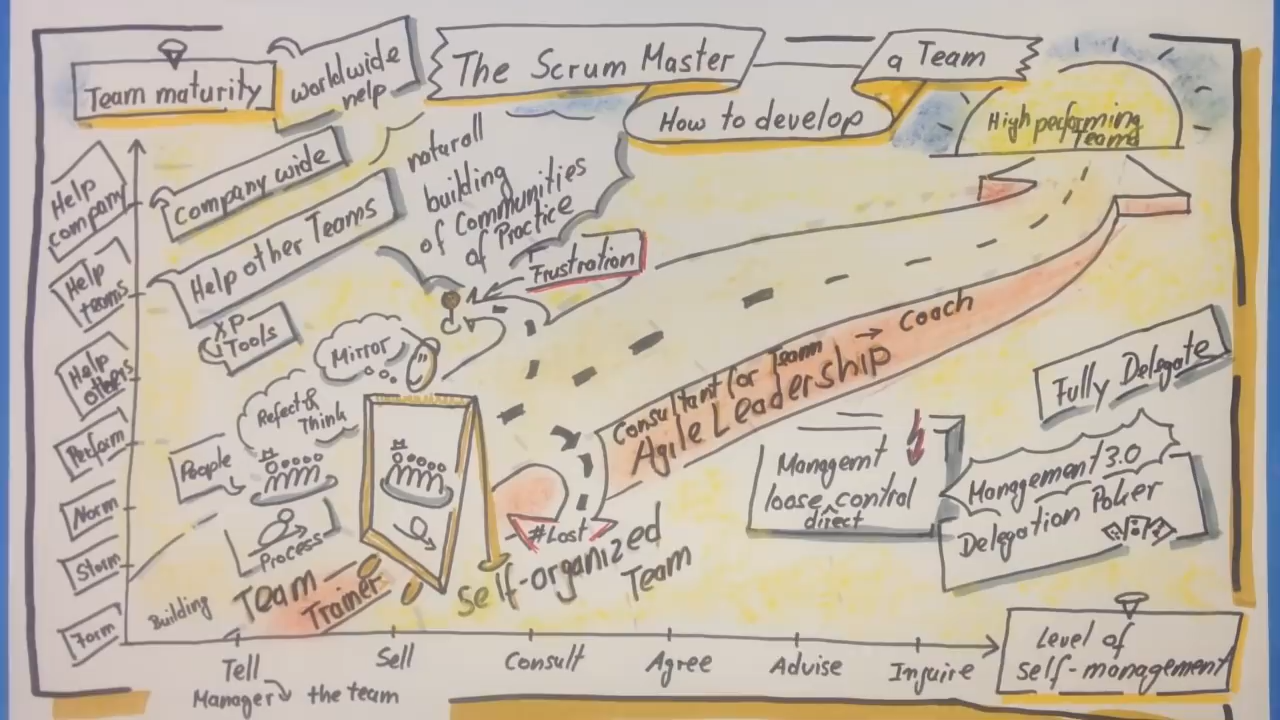 The Scrum Master
How to develop
a Team
Team maturity
worldwide
help
High performing
Teams
Company wide
Help other Teams
naturall
building
of Communities
of Practice
Frustration
Help
company
Help
teams
Help
others
Perform
Norm
Storm
Form
XP
Tools
Mirror
Refect &
Think
People
Process
Building
Team
Trainer
#Lost
Self-organized
Team
Consultant for Team
Agile Leadership
→ Coach
Managemt
loose control
direct
Fully Delegate
Management 3.0
Delegation Poker
Tell
Sell
Consult
Agree
Advise
Inquire
Manager
the team
Level of
self-management